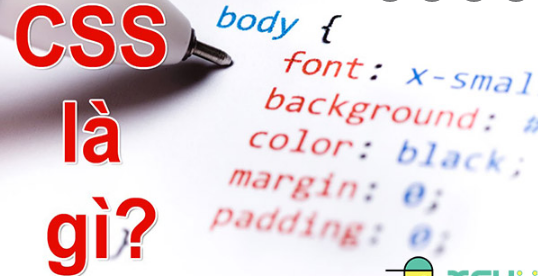 CSS
là
gì?
body {
font: x-smal
background: #
color: black;
margin: 0;
padding: 0;